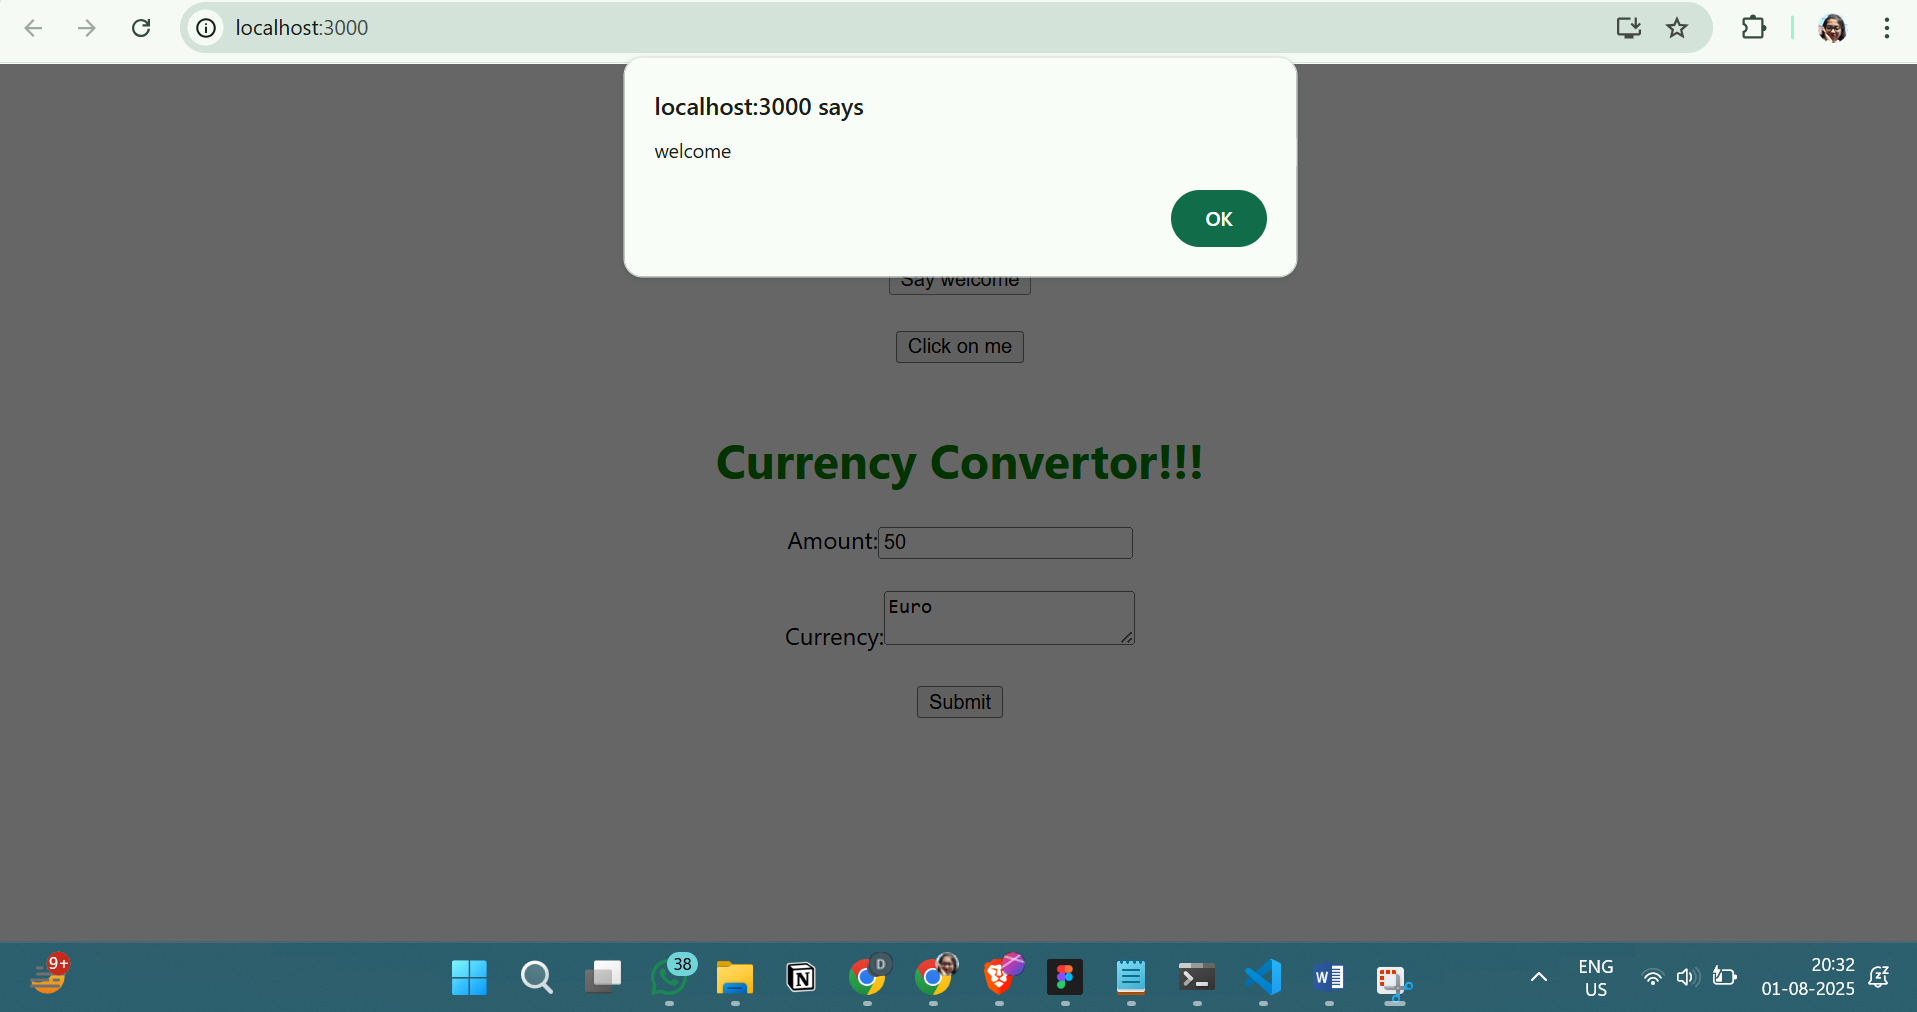 localhost:3000
localhost:3000 says
welcome
OK
Say welcome
Click on me
Currency Convertor!!!
Amount:50
Euro
Currency:
Submit
9+
38
D
ENG
US
20:32
01-08-2025